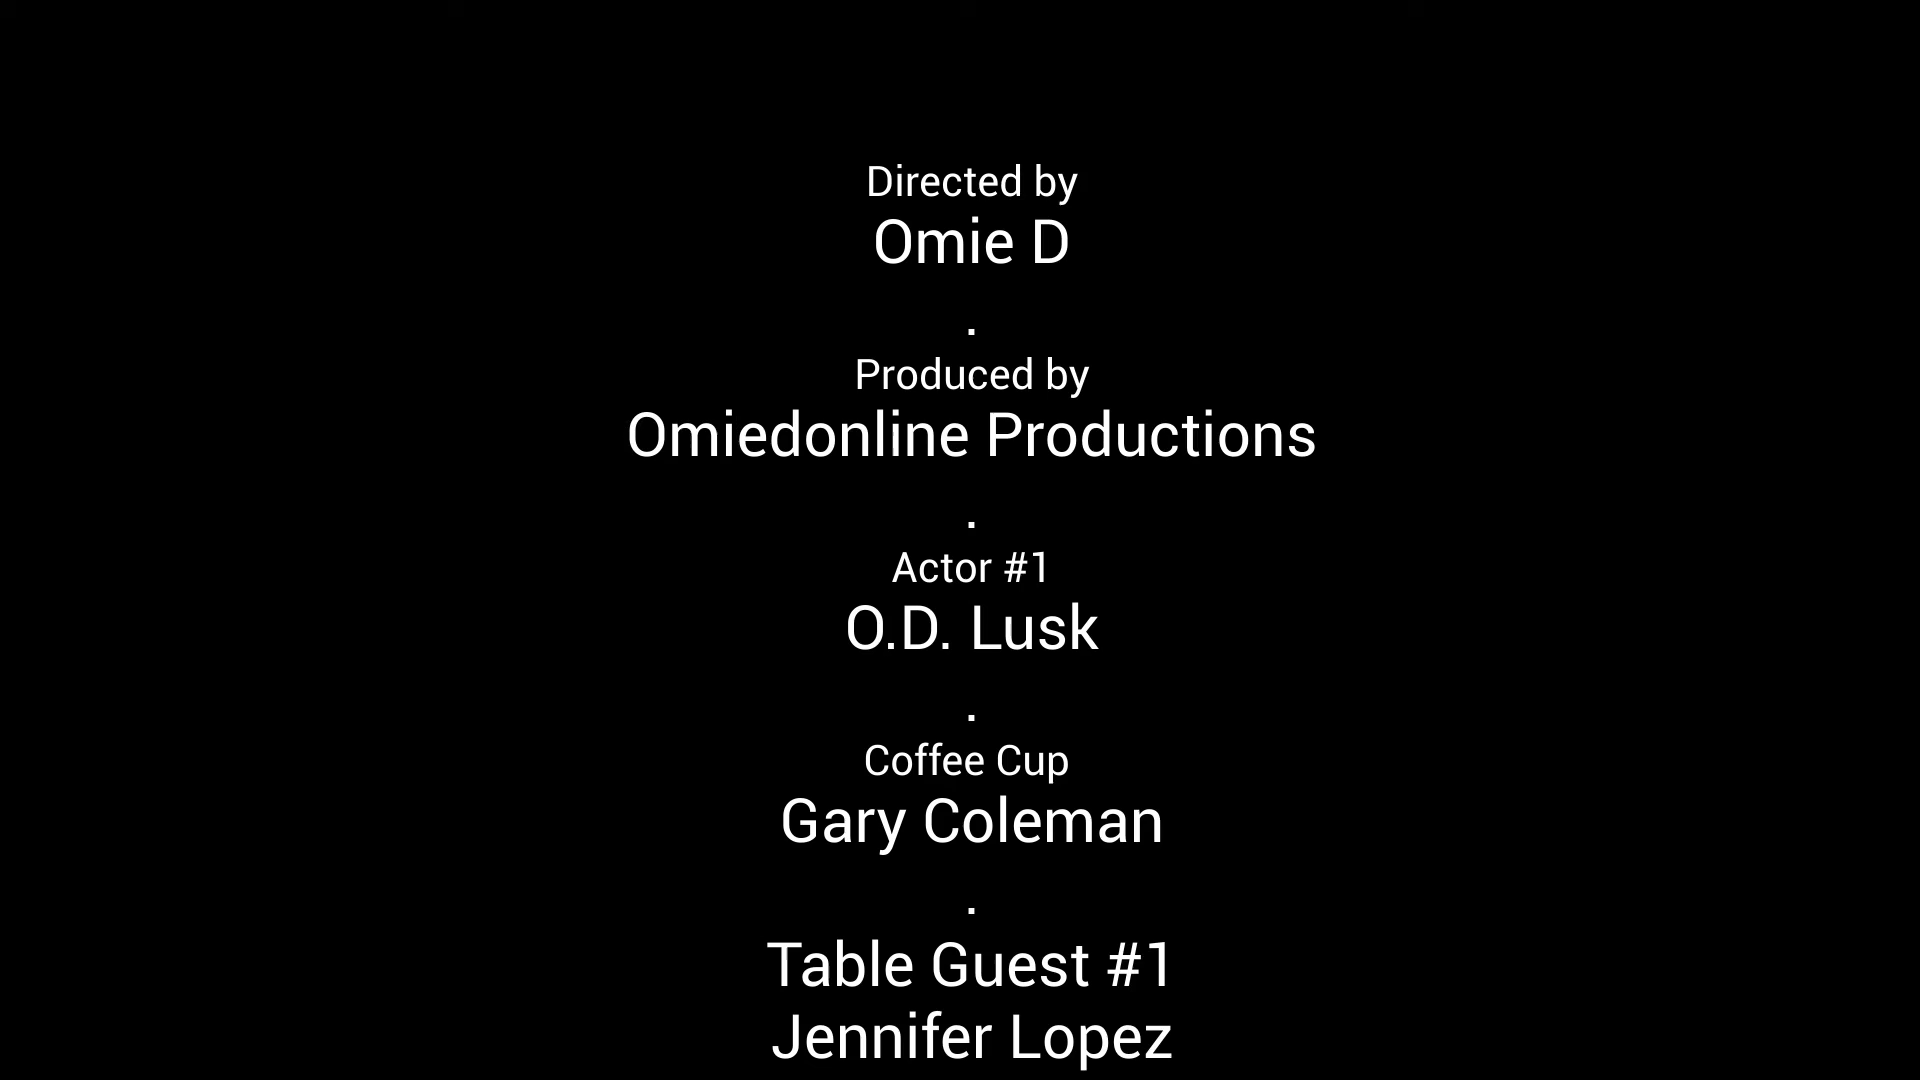 Directed by
Omie D
.
Produced by
Omiedonline Productions
.
Actor #1
O.D. Lusk
.
Coffee Cup
Gary Coleman
.
Table Guest #1
Jennifer Lopez